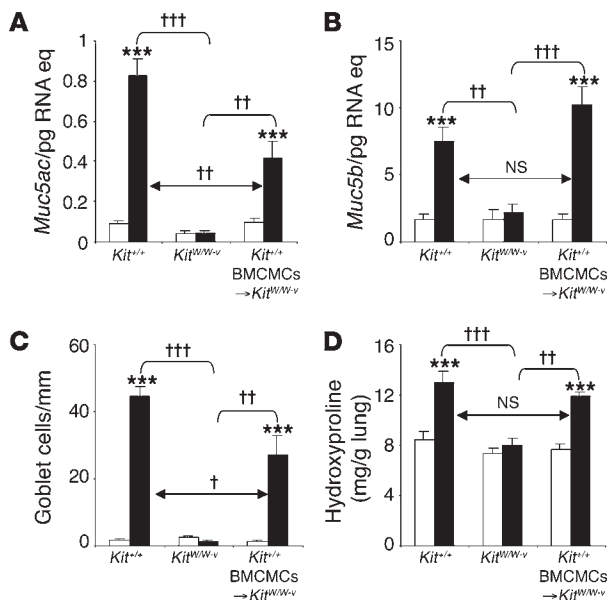 A
Muc5ac/pg RNA eq
1
0.8
0.6
0.4
0.2
0
***
†††
††
***
††
Kit+/+
KitW/W-v
Kit+/+
BMCMCs
→KitW/W-v
B
Muc5b/pg RNA eq
15
10
5
0
***
††
†††
***
NS
Kit+/+
KitW/W-v
Kit+/+
BMCMCs
→KitW/W-v
C
Goblet cells/mm
60
40
20
0
***
†††
††
***
†
Kit+/+
KitW/W-v
Kit+/+
BMCMCs
→KitW/W-v
D
Hydroxyproline
(mg/g lung)
16
12
8
4
0
***
†††
††
***
NS
Kit+/+
KitW/W-v
Kit+/+
BMCMCs
→KitW/W-v